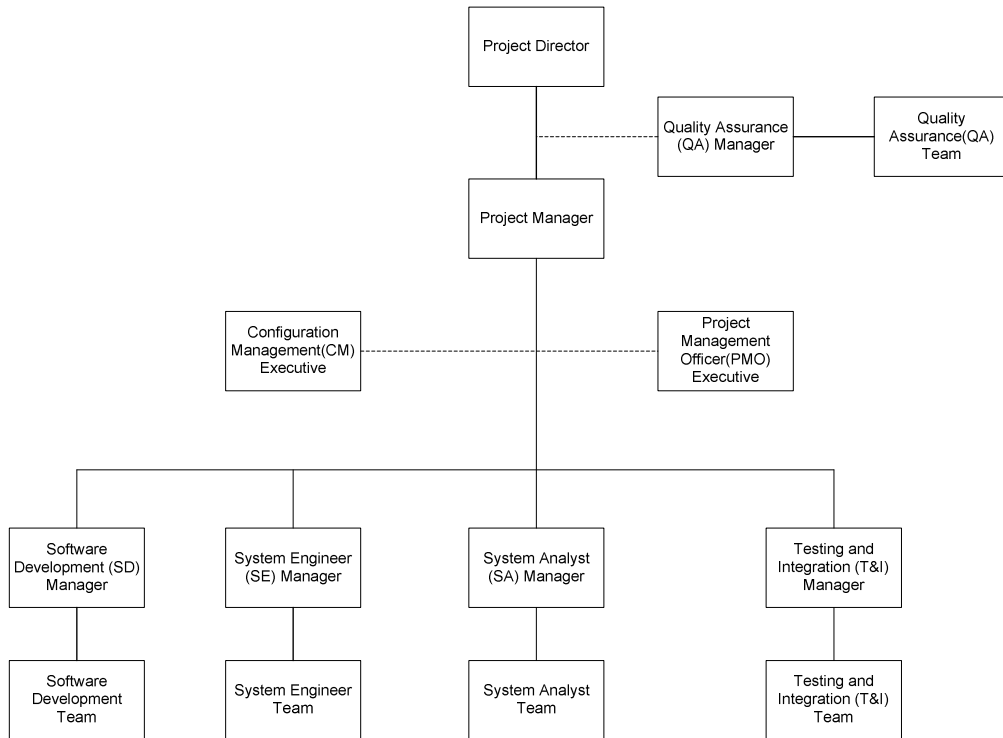 Project Director
Quality Assurance
(QA) Manager
Quality
Assurance(QA)
Team
Project Manager
Configuration
Management(CM)
Executive
Project
Management
Officer(PMO)
Executive
Software
Development (SD)
Manager
System Engineer
(SE) Manager
System Analyst
(SA) Manager
Testing and
Integration (T&I)
Manager
Software
Development
Team
System Engineer
Team
System Analyst
Team
Testing and
Integration (T&I)
Team